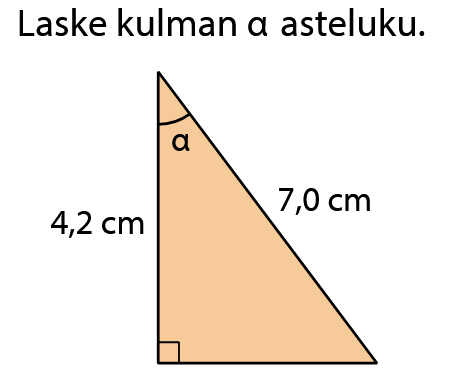 Laske kulman α asteluku.
α
7,0 cm
4,2 cm